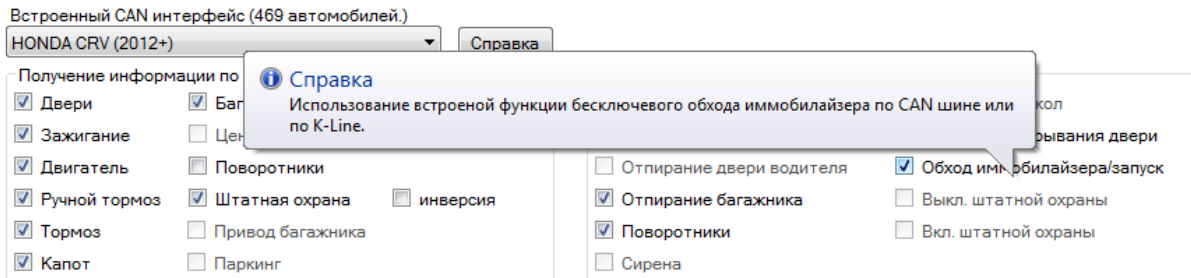 Встроенный CAN интерфейс (469 автомобилей.)
HONDA CRV (2012+) Справка
Получение информации по
Справка
Использование встроеной функции бесключевого обхода иммобилайзера по CAN шине или
по K-Line.
Двери
Зажигание
Двигатель Поворотники Отпирание двери водителя Обход иммобилайзера/запуск
Ручной тормоз Штатная охрана инверсия Отпирание багажника Выкл. штатной охраны
Тормоз Привод багажника Поворотники Вкл. штатной охраны
Капот Паркинг Сирена